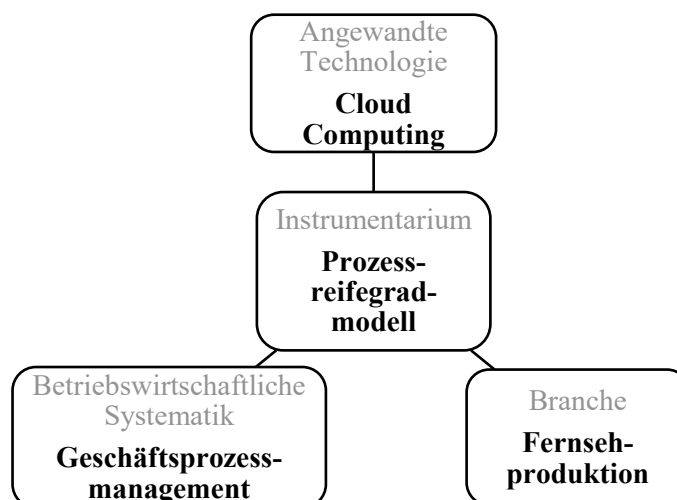 Angewandte
Technologie
Cloud
Computing
Instrumentarium
Prozess-
reifegrad-
modell
Betriebswirtschaftliche
Systematik
Geschäftsprozess-
management
Branche
Fernseh-
produktion